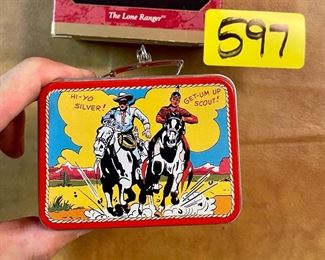 The Lone Ranger
597
HI-YO
SILVER!
GET-UM UP
SCOUT!